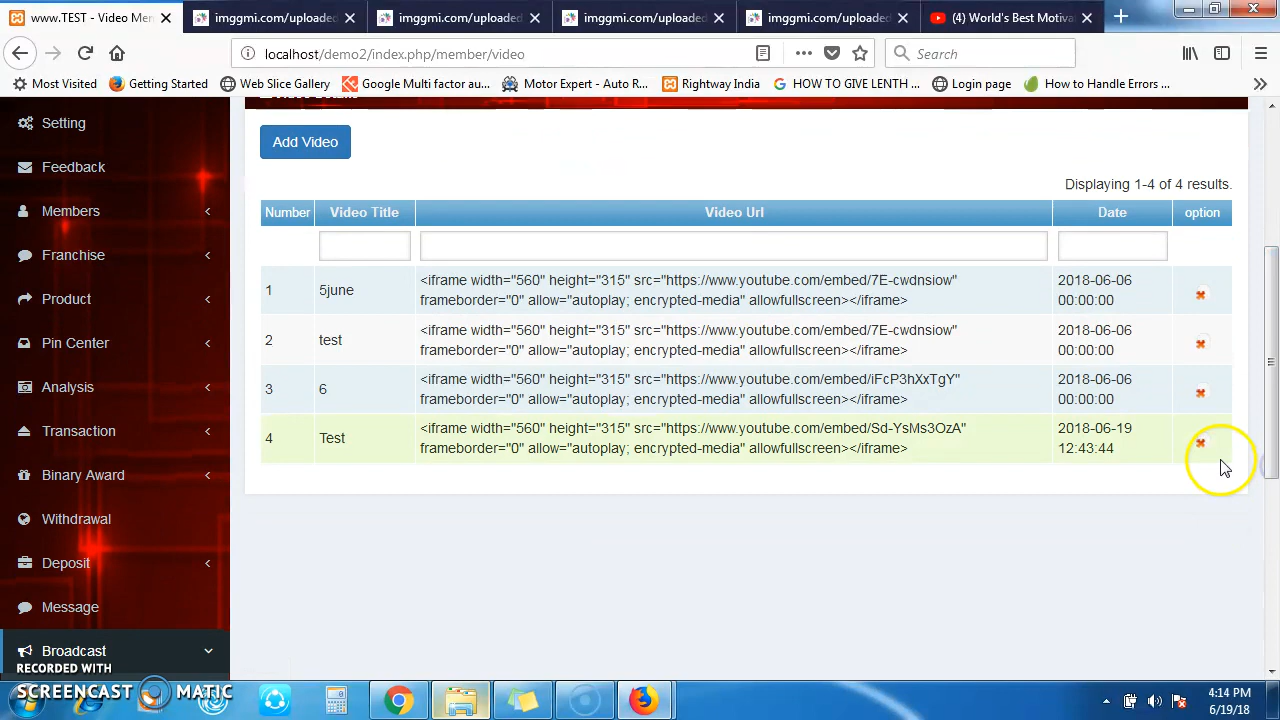 www.TEST - Video Mer
imggmi.com/uploadec
imggmi.com/uploaded
imggmi.com/uploaded
imggmi.com/uploaded
(4) World's Best Motiva
localhost/demo2/index.php/member/video
Search
Most Visited
Getting Started
Web Slice Gallery
Google Multi factor au...
Motor Expert - Auto R...
Rightway India
HOW TO GIVE LENTH ...
Login page
How to Handle Errors ...
Setting
Feedback
Members
Franchise
Product
Pin Center
Analysis
Transaction
Binary Award
Withdrawal
Deposit
Message
Broadcast
Add Video
Displaying 1-4 of 4 results.
Number Video Title Video Url Date option
1 5june <iframe width="560" height="315" src="https://www.youtube.com/embed/7E-cwdnsiow" 2018-06-06
frameborder="0" allow="autoplay; encrypted-media" allowfullscreen></iframe> 00:00:00
2 test <iframe width="560" height="315" src="https://www.youtube.com/embed/7E-cwdnsiow" 2018-06-06
frameborder="0" allow="autoplay; encrypted-media" allowfullscreen></iframe> 00:00:00
3 6 <iframe width="560" height="315" src="https://www.youtube.com/embed/iFcP3hXxTgY" 2018-06-06
frameborder="0" allow="autoplay; encrypted-media" allowfullscreen></iframe> 00:00:00
4 Test <iframe width="560" height="315" src="https://www.youtube.com/embed/Sd-YsMs3OzA" 2018-06-19
frameborder="0" allow="autoplay; encrypted-media" allowfullscreen></iframe> 12:43:44
RECORDED WITH
SCREENCAST MATIC
4:14 PM
6/19/18